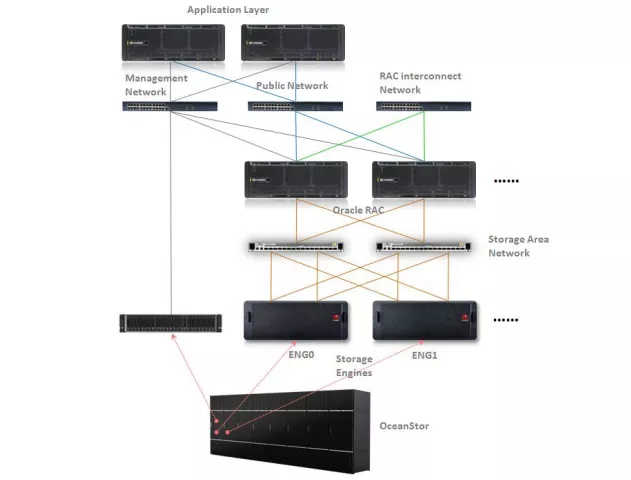 Application Layer
Management
Network
Public Network
RAC interconnect
Network
......
Oracle RAC
Storage Area
Network
......
ENG0
ENG1
Storage
Engines
OceanStor